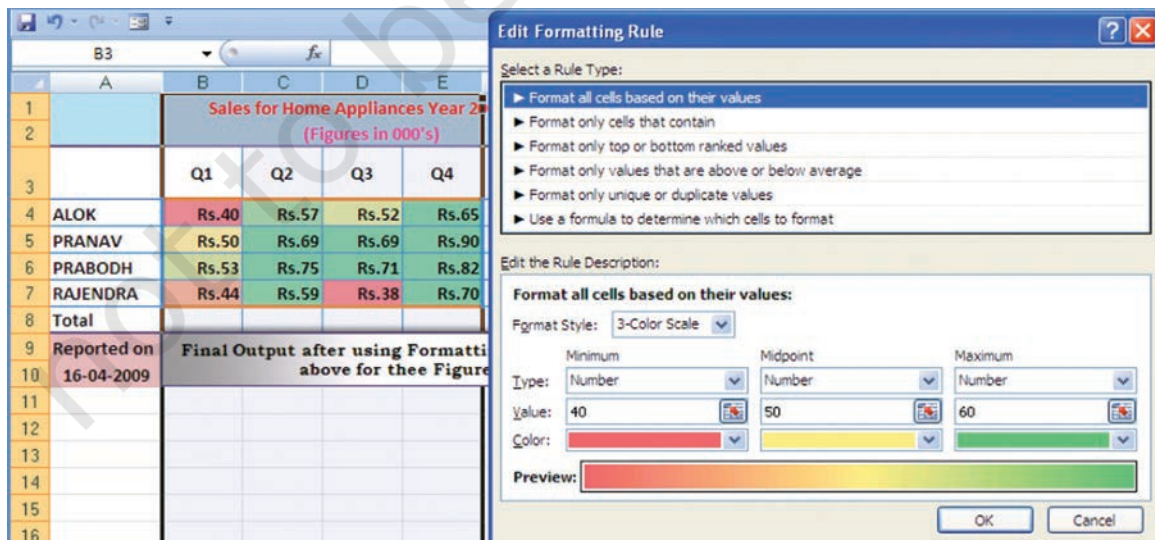 B3
fx
A B C D E
1 Sales for Home Appliances Year 2
2 (Figures in 000's)
3 Q1 Q2 Q3 Q4
4 ALOK Rs.40 Rs.57 Rs.52 Rs.65
5 PRANAV Rs.50 Rs.69 Rs.69 Rs.90
6 PRABODH Rs.53 Rs.75 Rs.71 Rs.82
7 RAJENDRA Rs.44 Rs.59 Rs.38 Rs.70
8 Total
9 Reported on Final Output after using Formatti
10 16-04-2009 above for thee Figure
11
12
13
14
15
16
Edit Formatting Rule
Select a Rule Type:
► Format all cells based on their values
► Format only cells that contain
► Format only top or bottom ranked values
► Format only values that are above or below average
► Format only unique or duplicate values
► Use a formula to determine which cells to format
Edit the Rule Description:
Format all cells based on their values:
Format Style: 3-Color Scale
Minimum Midpoint Maximum
Type: Number Number Number
Value: 40 50 60
Color:
Preview:
OK Cancel
not to be